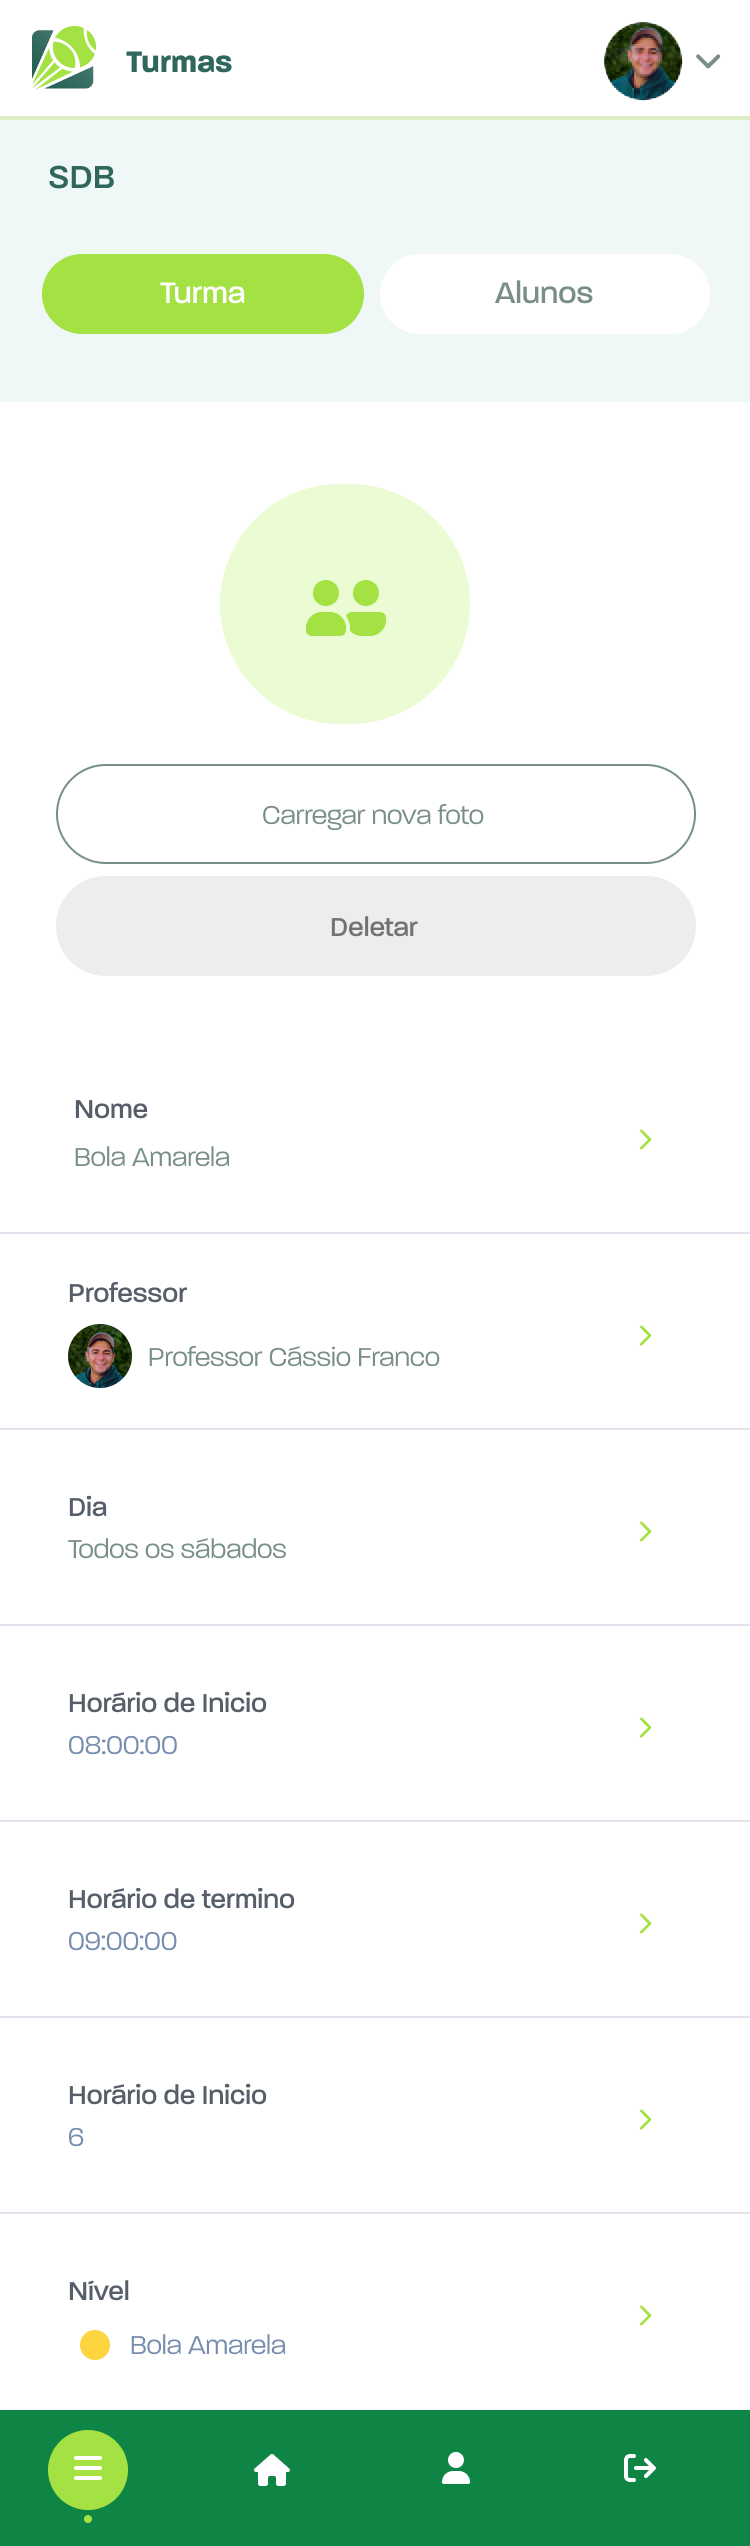 Turmas
SDB
Turma
Alunos
Carregar nova foto
Deletar
Nome
Bola Amarela
Professor
Professor Cássio Franco
Dia
Todos os sábados
Horário de Inicio
08:00:00
Horário de termino
09:00:00
Horário de Inicio
6
Nível
Bola Amarela